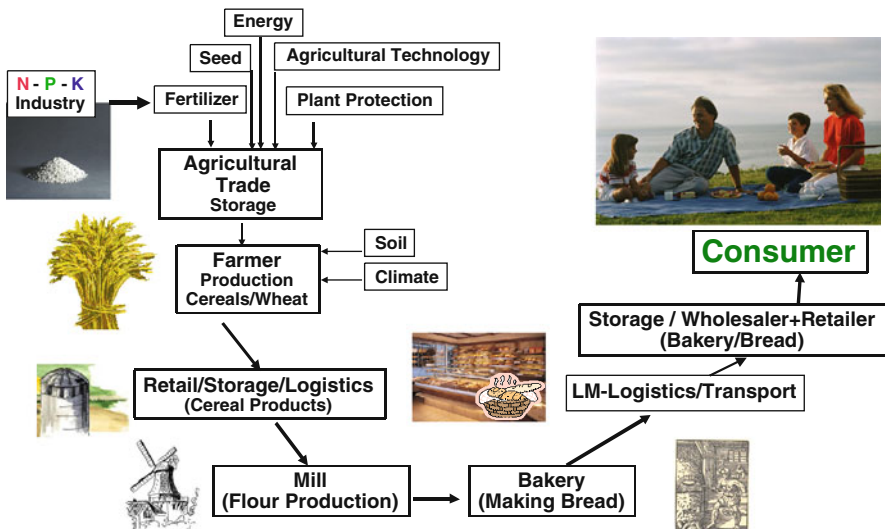 Energy
Seed
Agricultural Technology
N - P - K
Industry
Fertilizer
Plant Protection
Agricultural
Trade
Storage
Farmer
Production
Cereals/Wheat
Soil
Climate
Consumer
Storage / Wholesaler+Retailer
(Bakery/Bread)
Retail/Storage/Logistics
(Cereal Products)
LM-Logistics/Transport
Mill
(Flour Production)
Bakery
(Making Bread)